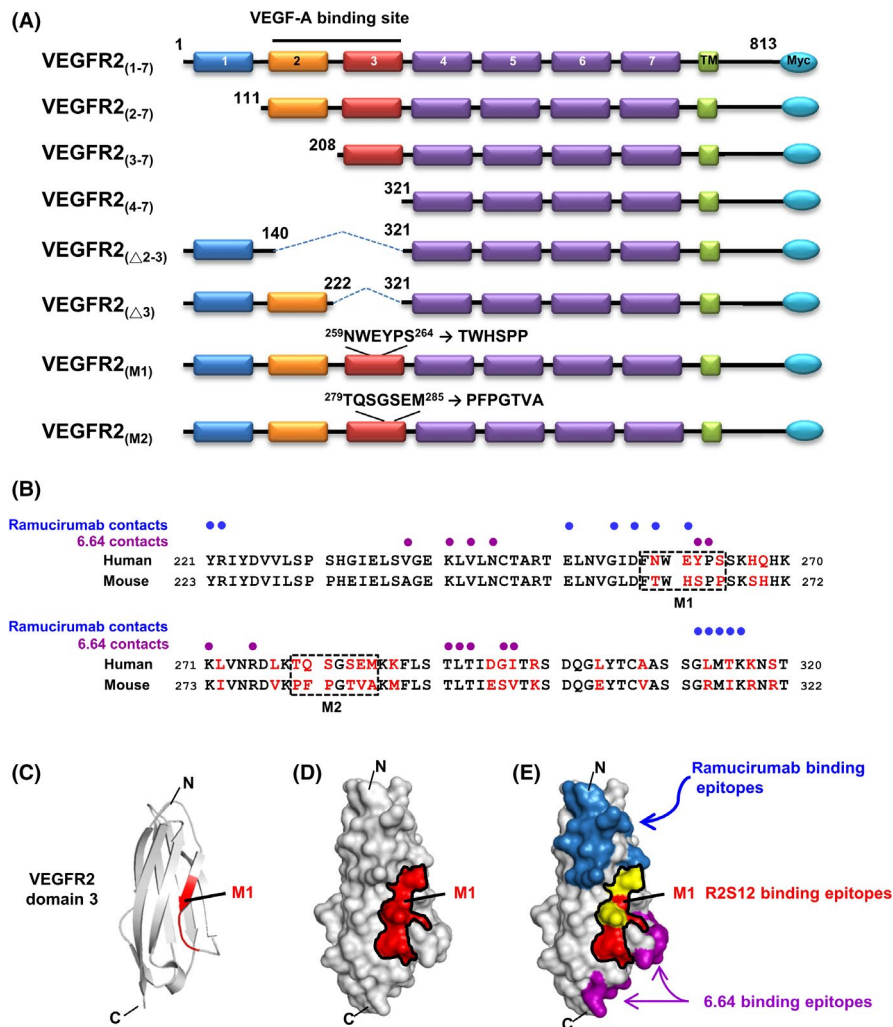 (A)
VEGF-A binding site
1 813
VEGFR2(1-7) 1 2 3 4 5 6 7 TM Myc
111
VEGFR2(2-7)
208
VEGFR2(3-7)
321
VEGFR2(4-7)
140 321
VEGFR2(△2-3)
222 321
VEGFR2(△3)
259NWEYPS264 → TWHSPP
VEGFR2(M1)
279TQSGSEM285 → PFPGTVA
VEGFR2(M2)
(B)
Ramucirumab contacts
6.64 contacts
Human 221 YRIYDVVLSP SHGIELSVGE KLVLNCTART ELNVGIDFNW EYPSSKHQHK 270
Mouse 223 YRIYDVILSP PHEIELSAGE KLVLNCTART ELNVGLDFTW HSPPSKSHHK 272
M1
Ramucirumab contacts
6.64 contacts
Human 271 KLVNRDLKTQ SGSEMKKFLS TLTIDGITRS DQGLYTCAAS SGLMTKKNST 320
Mouse 273 KIVNRDVKPF PGTVAKMFLS TLTIESVTKS DQGEYTCVAS SGRMIKRNRT 322
M2
(C) (D) (E)
N N N
Ramucirumab binding
epitopes
VEGFR2
domain 3
M1 M1 M1 R2S12 binding epitopes
C C C
6.64 binding epitopes